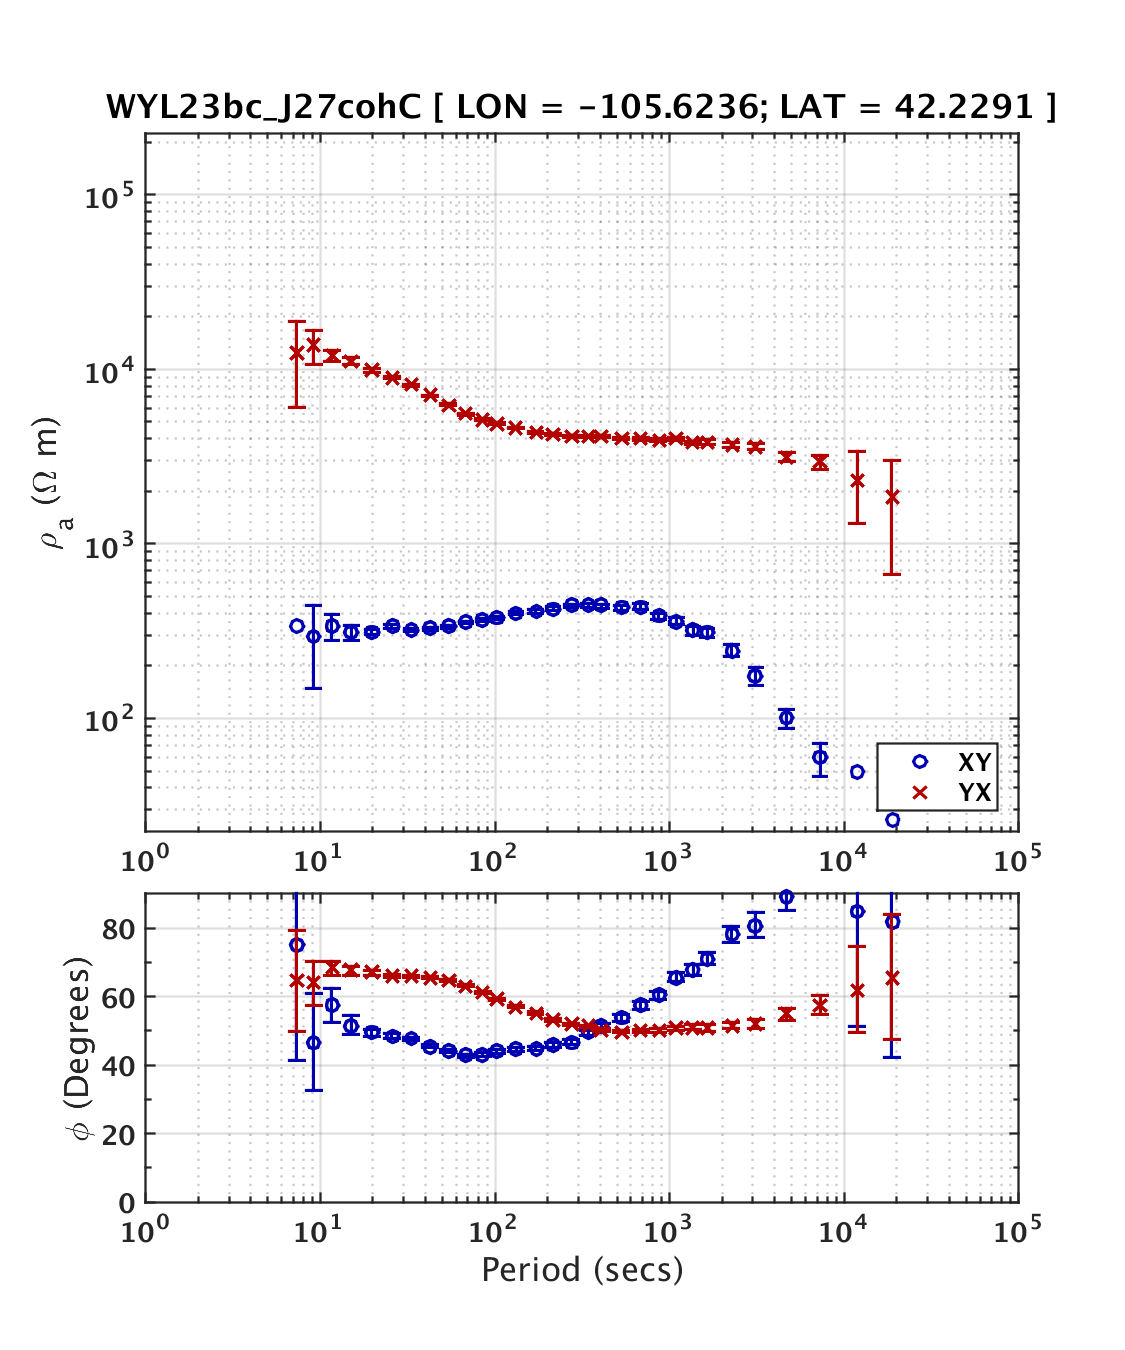 WYL23bc_J27cohC [ LON = -105.6236; LAT = 42.2291 ]
10^5
10^4
10^3
10^2
ρ_a (Ω m)
XY
YX
10^0 10^1 10^2 10^3 10^4 10^5
80
60
40
20
0
ϕ (Degrees)
10^0 10^1 10^2 10^3 10^4 10^5
Period (secs)